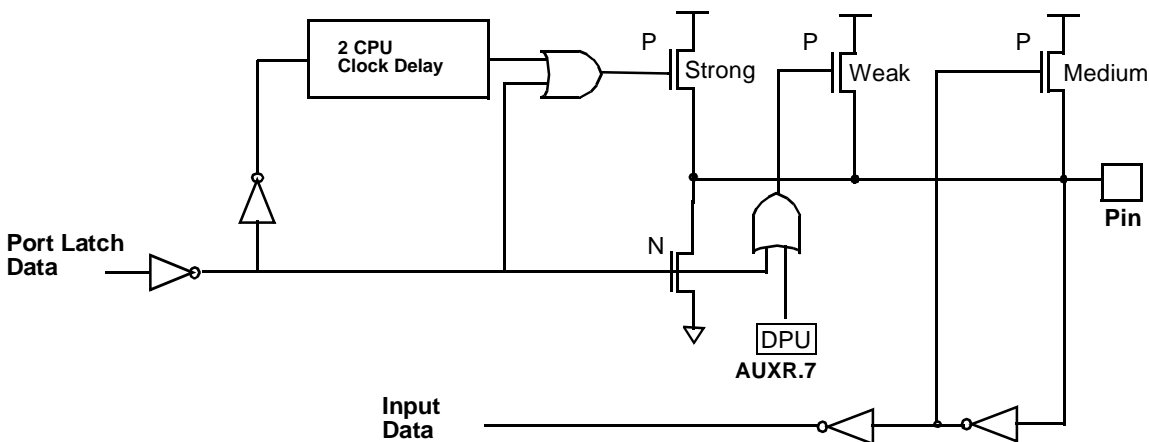 2 CPU
Clock Delay
P
Strong
P
Weak
P
Medium
Pin
Port Latch
Data
N
DPU
AUXR.7
Input
Data